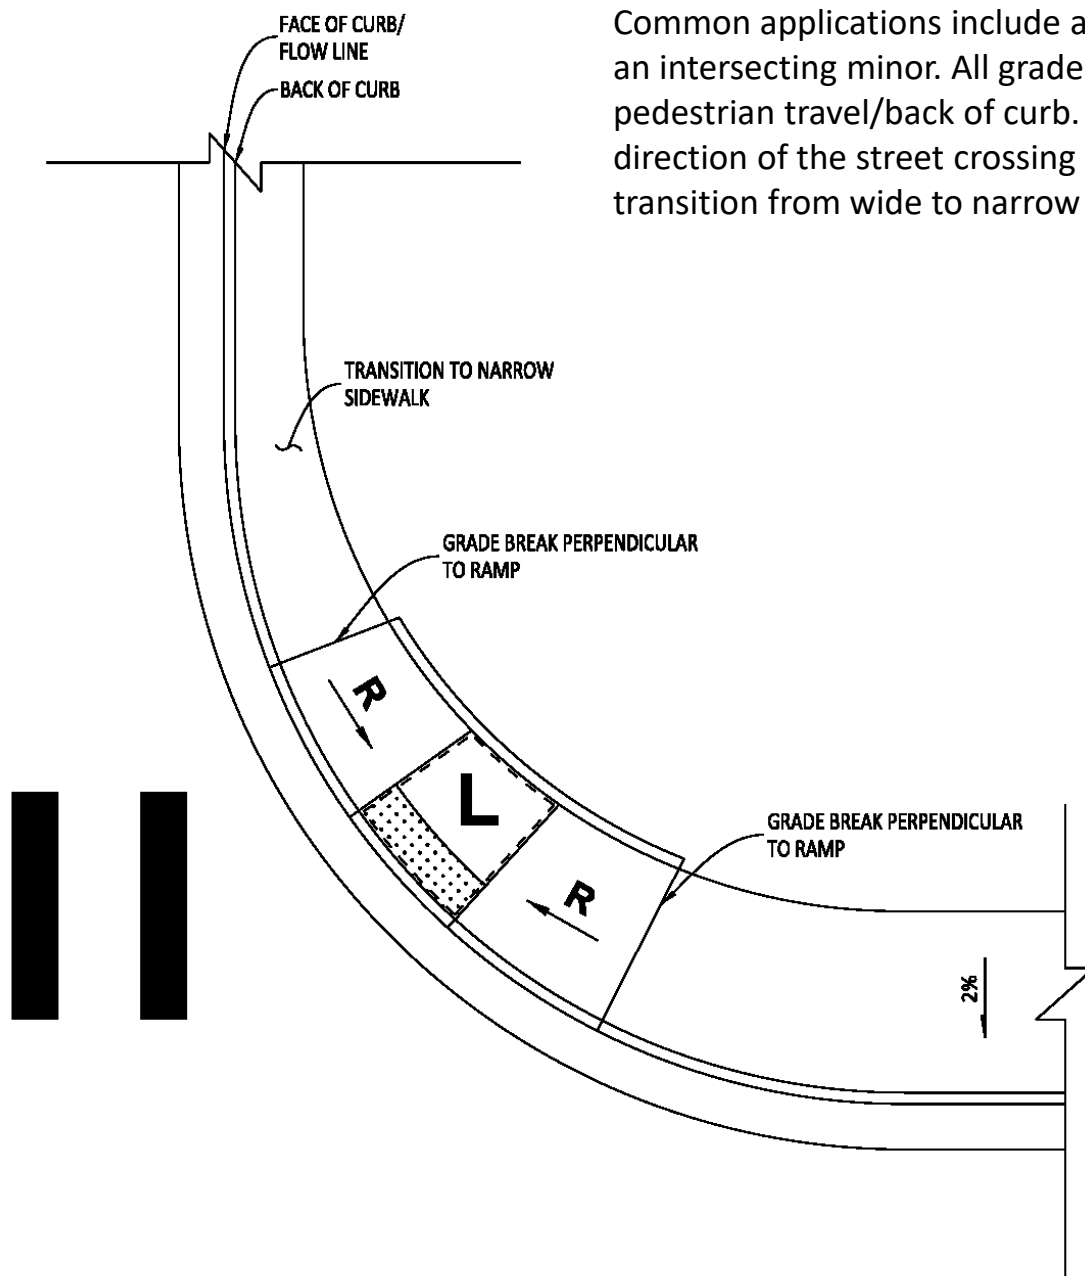 Common applications include a
an intersecting minor. All grade
pedestrian travel/back of curb.
direction of the street crossing
transition from wide to narrow
FACE OF CURB/
FLOW LINE
BACK OF CURB
TRANSITION TO NARROW
SIDEWALK
GRADE BREAK PERPENDICULAR
TO RAMP
R
L
R
GRADE BREAK PERPENDICULAR
TO RAMP
2%